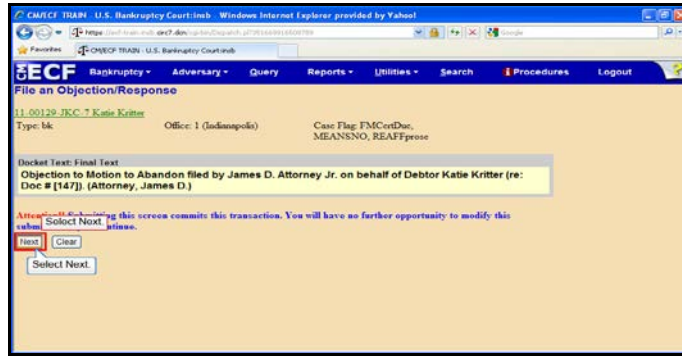 CM/ECF TRAIN - U.S. Bankruptcy Court:insb - Windows Internet Explorer provided by Yahoo!
Google
Favorites CM/ECF TRAIN - U.S. Bankruptcy Court:insb
ECF Bankruptcy Adversary Query Reports Utilities Search Procedures Logout
File an Objection/Response
11-00129-JKC-7 Katie Kritter
Type: bk Office: 1 (Indianapolis) Case Flag: FMCertDue,
MEANSNO, REAFFprose
Docket Text: Final Text
Objection to Motion to Abandon filed by James D. Attorney Jr. on behalf of Debtor Katie Kritter (re:
Doc # [147]). (Attorney, James D.)
Attention!! Submitting this screen commits this transaction. You will have no further opportunity to modify this
Select Next
Next Clear
Select Next.